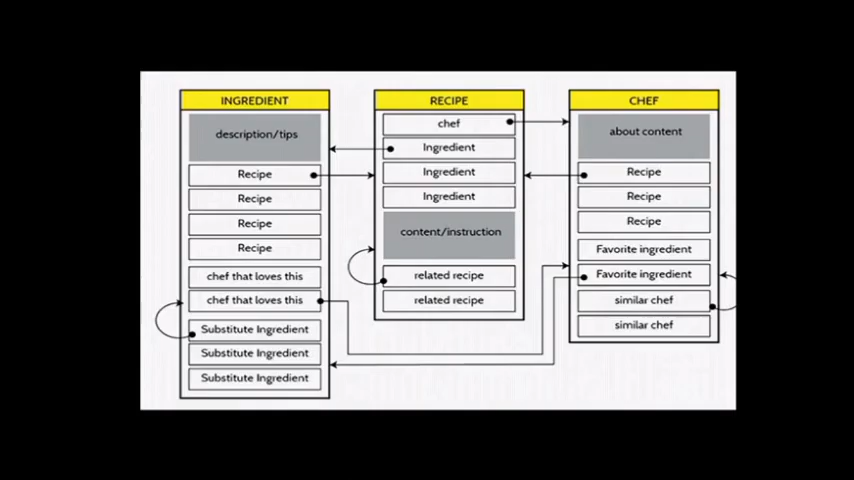 INGREDIENT
description/tips
Recipe
Recipe
Recipe
Recipe
chef that loves this
chef that loves this
Substitute Ingredient
Substitute Ingredient
Substitute Ingredient
RECIPE
chef
Ingredient
Ingredient
Ingredient
content/instruction
related recipe
related recipe
CHEF
about content
Recipe
Recipe
Recipe
Favorite ingredient
Favorite ingredient
similar chef
similar chef